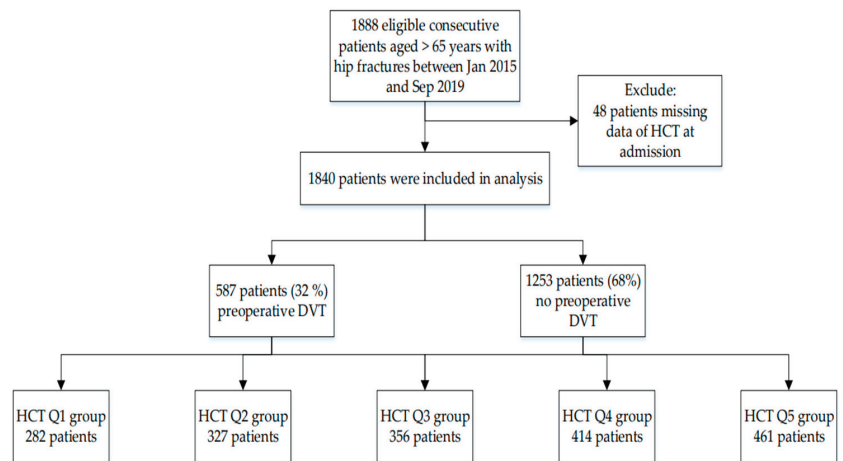 1888 eligible consecutive
patients aged > 65 years with
hip fractures between Jan 2015
and Sep 2019
Exclude:
48 patients missing
data of HCT at
admission
1840 patients were included in analysis
587 patients (32 %)
preoperative DVT
1253 patients (68%)
no preoperative
DVT
HCT Q1 group
282 patients
HCT Q2 group
327 patients
HCT Q3 group
356 patients
HCT Q4 group
414 patients
HCT Q5 group
461 patients